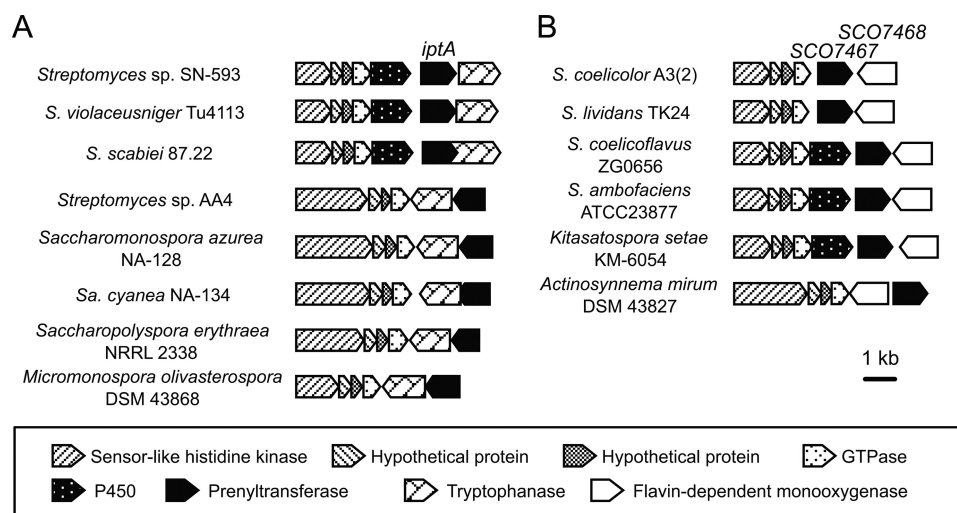 A
iptA
Streptomyces sp. SN-593
S. violaceusniger Tu4113
S. scabiei 87.22
Streptomyces sp. AA4
Saccharomonospora azurea
NA-128
Sa. cyanea NA-134
Saccharopolyspora erythraea
NRRL 2338
Micromonospora olivasterospora
DSM 43868
B
SCO7468
SCO7467
S. coelicolor A3(2)
S. lividans TK24
S. coelicoflavus
ZG0656
S. ambofaciens
ATCC23877
Kitasatospora setae
KM-6054
Actinosynnema mirum
DSM 43827
1 kb
Sensor-like histidine kinase
Hypothetical protein
Hypothetical protein
GTPase
P450
Prenyltransferase
Tryptophanase
Flavin-dependent monooxygenase